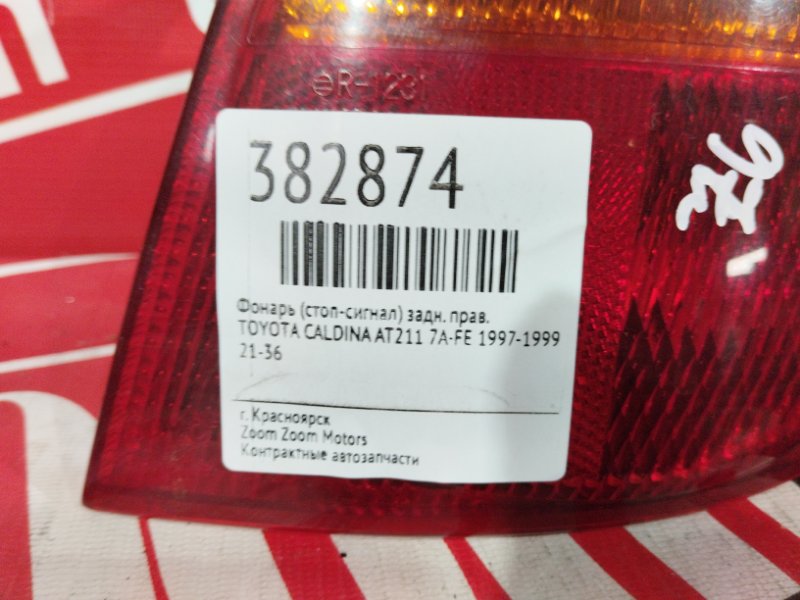 R-1231
382874
Фонарь (стоп-сигнал) задн. прав.
TOYOTA CALDINA AT211 7A-FE 1997-1999
21-36
г. Красноярск
Zoom Zoom Motors
Контрактные автозапчасти